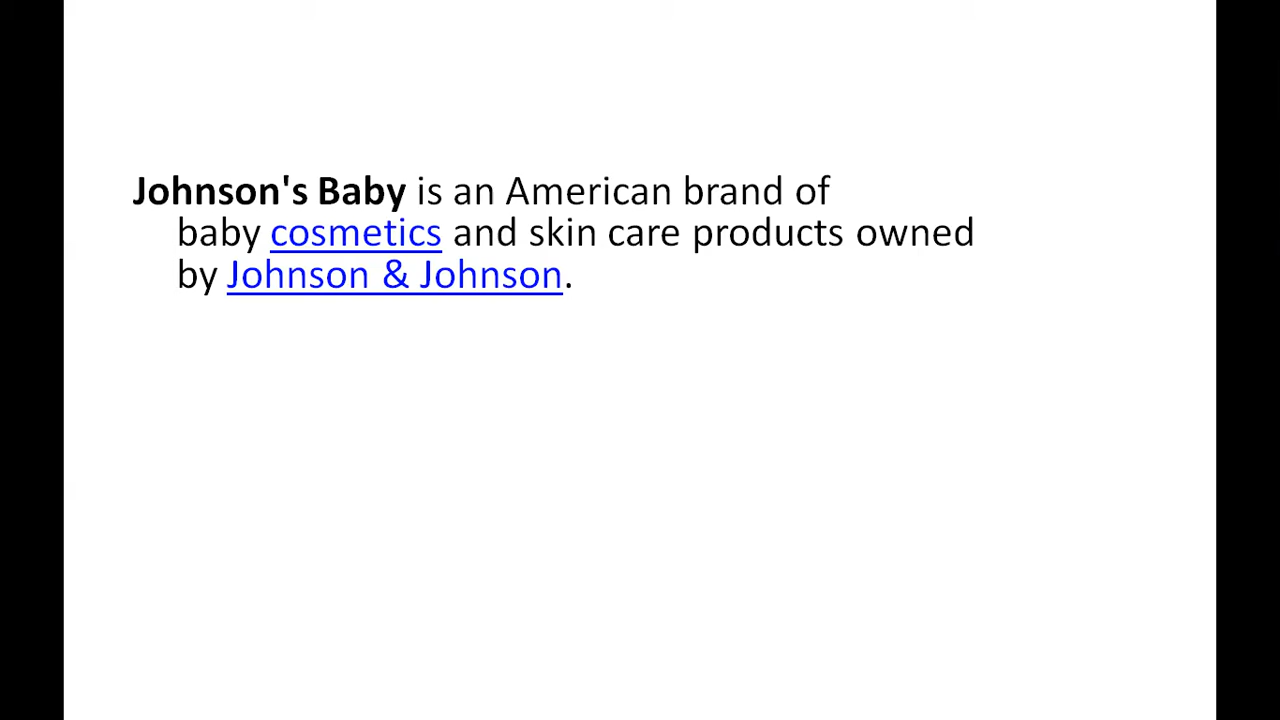 Johnson's Baby is an American brand of
baby cosmetics and skin care products owned
by Johnson & Johnson.